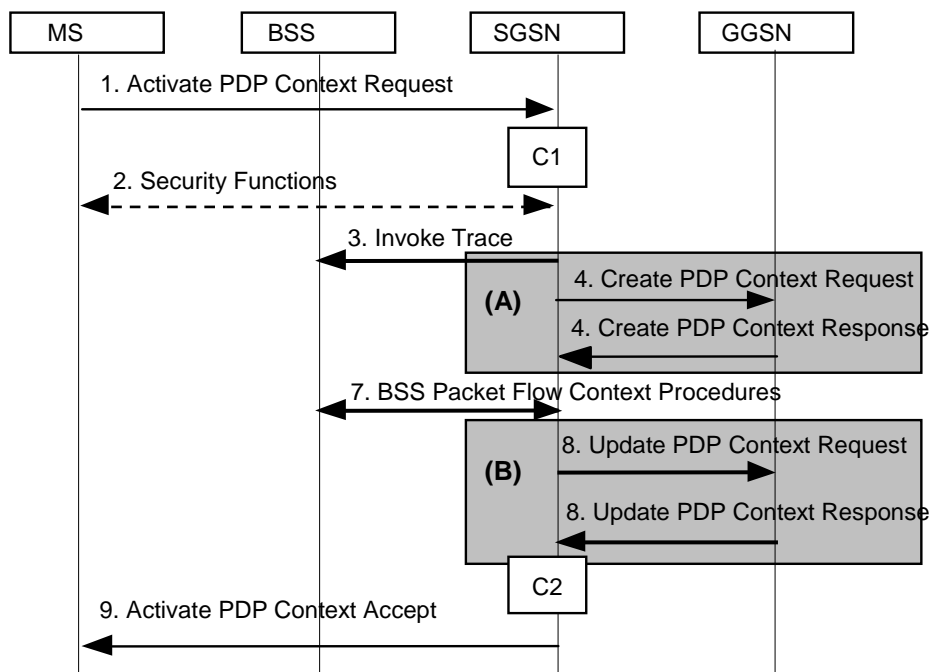 MS BSS SGSN GGSN
1. Activate PDP Context Request
C1
2. Security Functions
3. Invoke Trace
4. Create PDP Context Request
(A)
4. Create PDP Context Response
7. BSS Packet Flow Context Procedures
8. Update PDP Context Request
(B)
8. Update PDP Context Response
C2
9. Activate PDP Context Accept